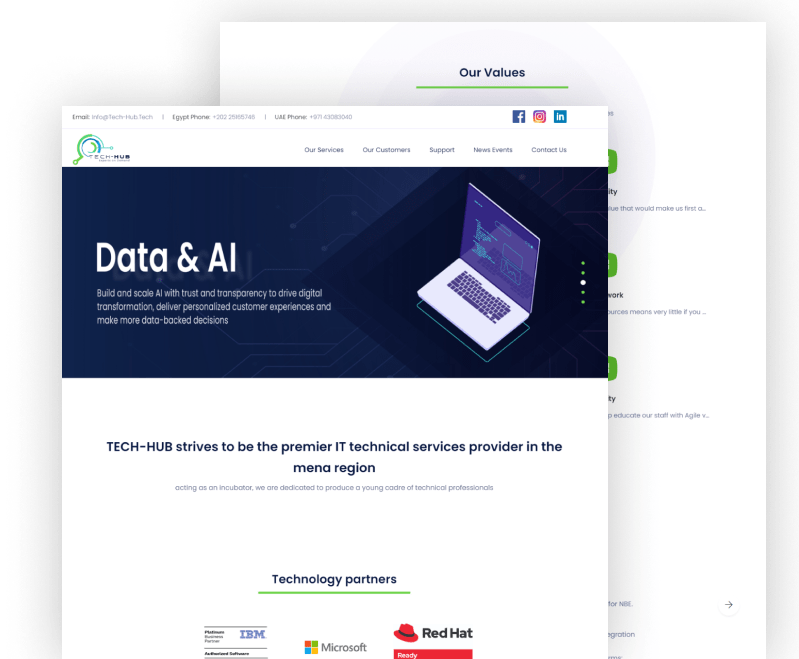 Our Values
Email: Info@Tech-Hub.Tech | Egypt Phone: +202 25165746 | UAE Phone: +971 43083040
TECH-HUB
Our Services Our Customers Support News Events Contact Us
Data & AI
Build and scale AI with trust and transparency to drive digital
transformation, deliver personalized customer experiences and
make more data-backed decisions
TECH-HUB strives to be the premier IT technical services provider in the
mena region
acting as an incubator, we are dedicated to produce a young cadre of technical professionals
Technology partners
Platinum
Business
Partner
IBM
Authorized Software
Microsoft
Red Hat
Ready
es
ity
lue that would make us first a...
work
ources means very little if you ...
ty
p educate our staff with Agile v...
for NBE.
egration